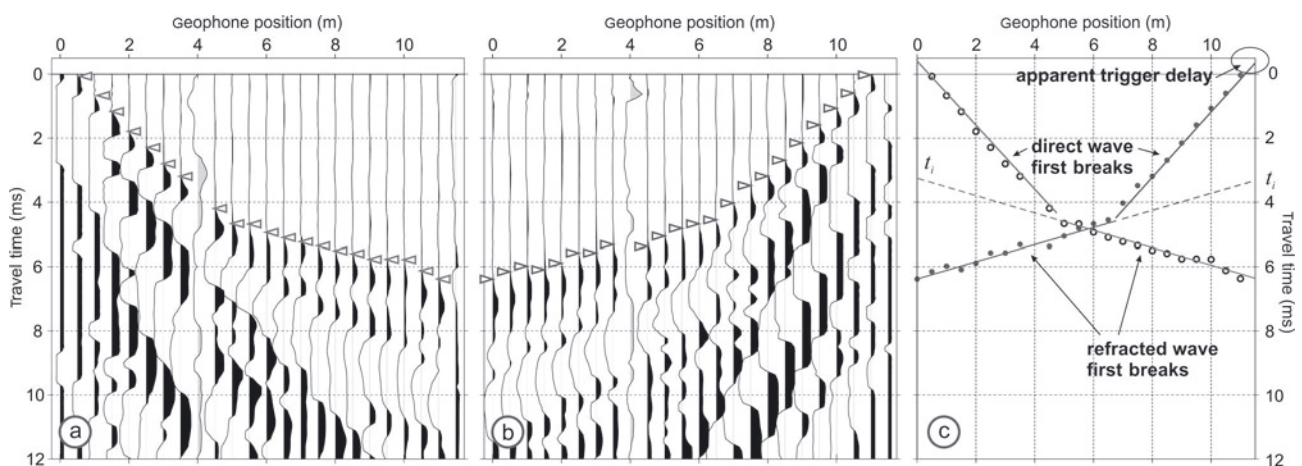 Geophone position (m)
0 2 4 6 8 10
Travel time (ms)
0
2
4
6
8
10
12
a
Geophone position (m)
0 2 4 6 8 10
b
Geophone position (m)
0 2 4 6 8 10
apparent trigger delay
direct wave
first breaks
tᵢ
tᵢ
refracted wave
first breaks
c
0
2
4
6
8
10
12
Travel time (ms)